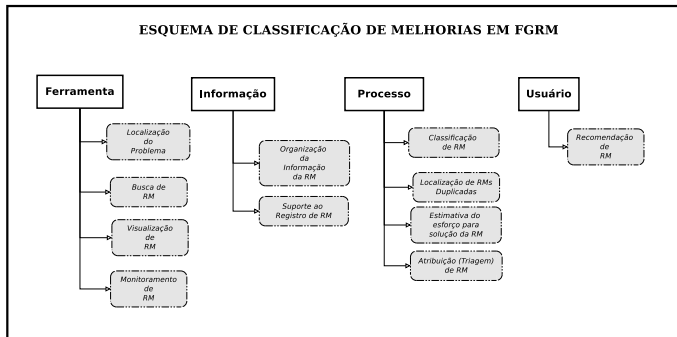 ESQUEMA DE CLASSIFICAÇÃO DE MELHORIAS EM FGRM
Ferramenta
Localização
do
Problema
Busca de
RM
Visualização
de
RM
Monitoramento
de
RM
Informação
Organização
da
Informação
da RM
Suporte ao
Registro de RM
Processo
Classificação
de RM
Localização de RMs
Duplicadas
Estimativa do
esforço para
solução da RM
Atribuição (Triagem)
de RM
Usuário
Recomendação
de
RM